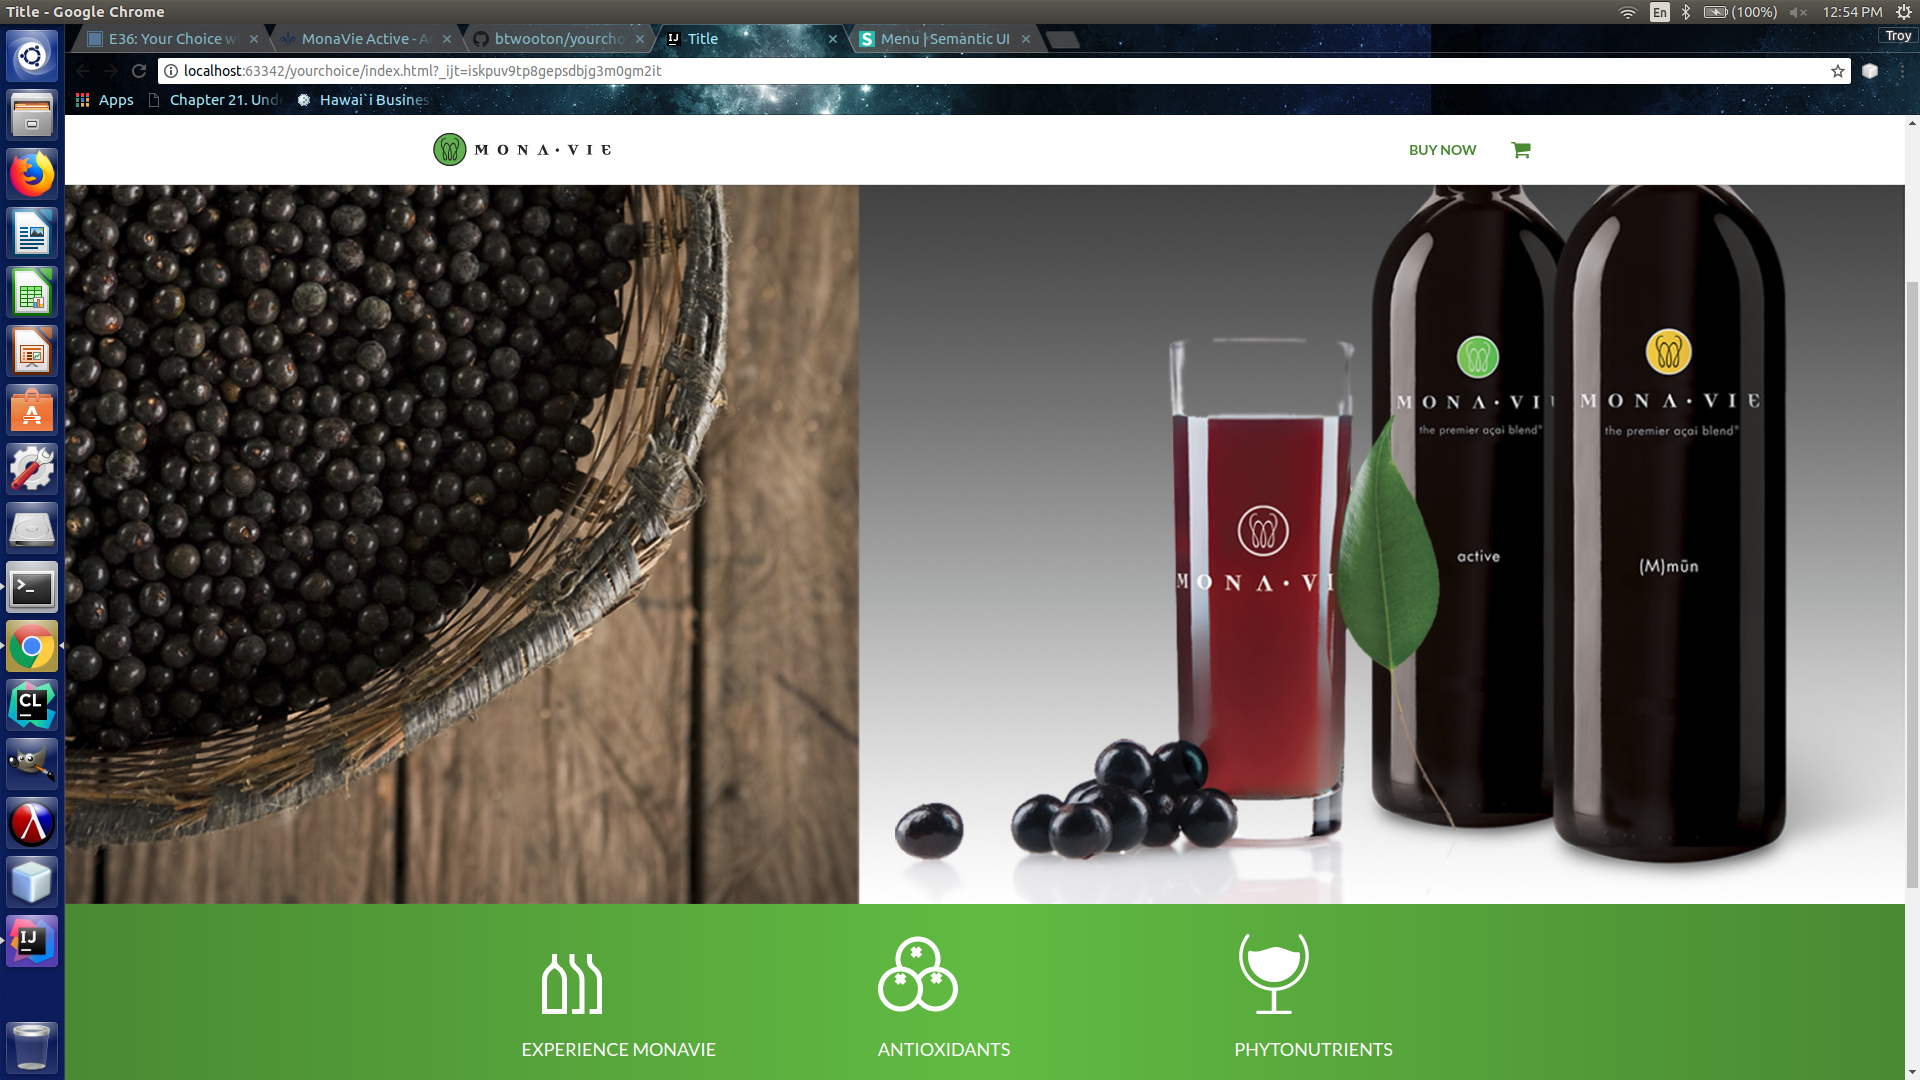 Title - Google Chrome
En
(100%)
12:54 PM
E36: Your Choice
MonaVie Active -
btwooton/yourcho
Title
Menu | Semantic UI
Troy
localhost:63342/yourchoice/index.html?_ijt=iskpuv9tp8gepsdbjg3m0gm2it
Apps
Chapter 21. Und
Hawai`i Busines
MONA·VIE
BUY NOW
MONA·VI
MONA·VIE
the premier açaí blend®
the premier açaí blend®
MONA·VI
active
(M)mūn
CL
IJ
EXPERIENCE MONAVIE
ANTIOXIDANTS
PHYTONUTRIENTS